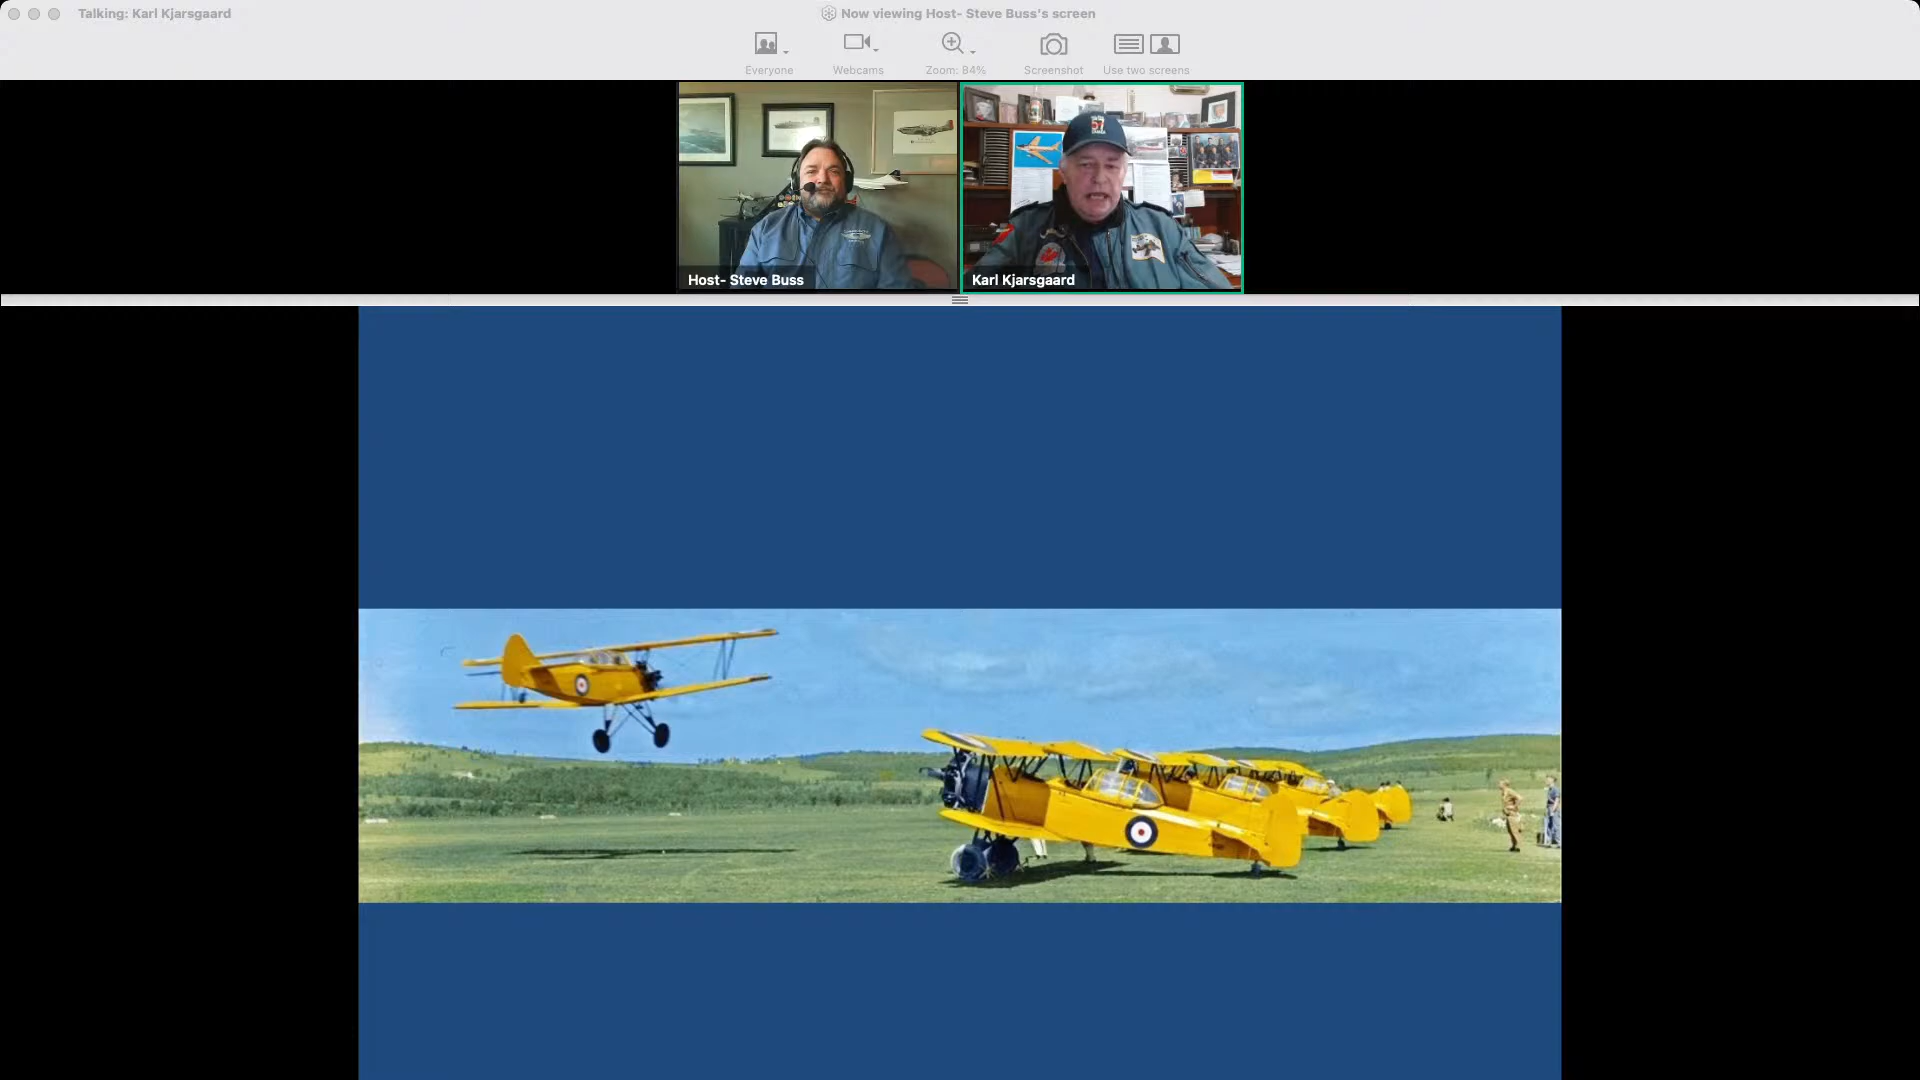 Talking: Karl Kjarsgaard
Now viewing Host- Steve Buss's screen
Everyone
Webcams
Zoom: 84%
Screenshot
Use two screens
57
Host- Steve Buss
Karl Kjarsgaard